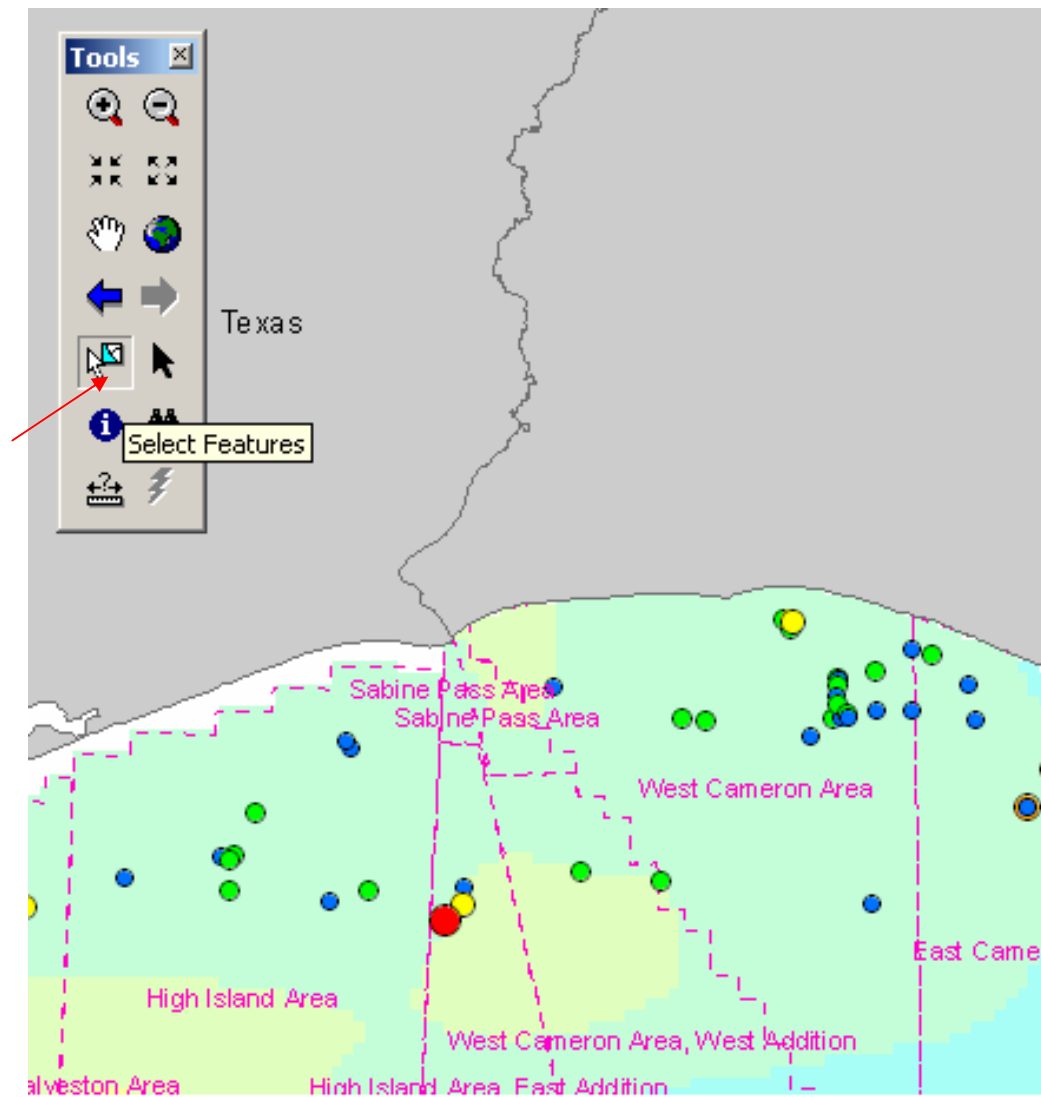 Tools
Texas
Select Features
Sabine Pass Area
Sabine Pass Area
West Cameron Area
East Came
High Island Area
West Cameron Area, West Addition
alveston Area
High Island Area, East Addition